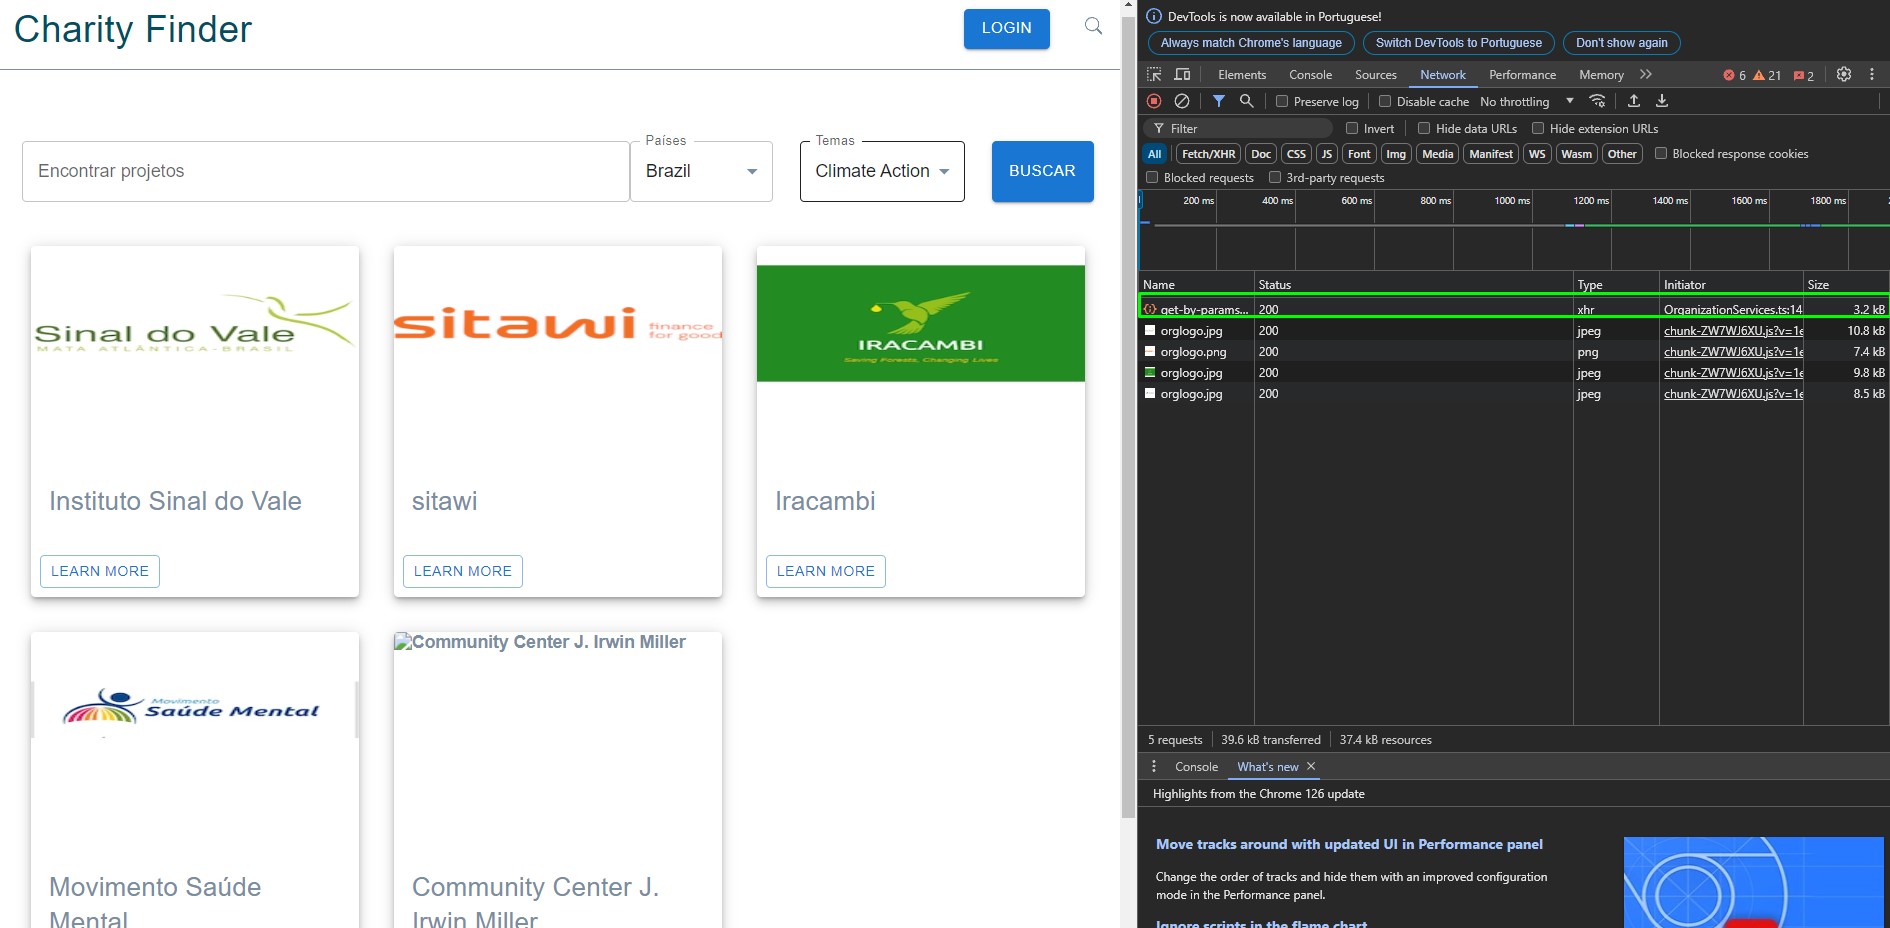 Charity Finder
LOGIN
Encontrar projetos
Países
Brazil
Temas
Climate Action
BUSCAR
Sinal do Vale
MATA ATLÂNTICA-BRASIL
sitawi finance
for good
IRACAMBI
Saving Forests, Changing Lives
Instituto Sinal do Vale
sitawi
Iracambi
LEARN MORE
LEARN MORE
LEARN MORE
Movimento
Saúde Mental
Community Center J. Irwin Miller
Movimento Saúde
Mental
Community Center J.
Irwin Miller
DevTools is now available in Portuguese!
Always match Chrome's language
Switch DevTools to Portuguese
Don't show again
Elements Console Sources Network Performance Memory 6 21 2
Preserve log Disable cache No throttling
Filter Invert Hide data URLs Hide extension URLs
All Fetch/XHR Doc CSS JS Font Img Media Manifest WS Wasm Other Blocked response cookies
Blocked requests 3rd-party requests
200 ms 400 ms 600 ms 800 ms 1000 ms 1200 ms 1400 ms 1600 ms 1800 ms
Name Status Type Initiator Size
get-by-params... 200 xhr OrganizationServices.ts:14 3.2 kB
orglogo.jpg 200 jpeg chunk-ZW7WJ6XU.js?v=1e 10.8 kB
orglogo.png 200 png chunk-ZW7WJ6XU.js?v=1e 7.4 kB
orglogo.jpg 200 jpeg chunk-ZW7WJ6XU.js?v=1e 9.8 kB
orglogo.jpg 200 jpeg chunk-ZW7WJ6XU.js?v=1e 8.5 kB
5 requests 39.6 kB transferred 37.4 kB resources
Console What's new
Highlights from the Chrome 126 update
Move tracks around with updated UI in Performance panel
Change the order of tracks and hide them with an improved configuration
mode in the Performance panel.
Ignore scripts in the flame chart